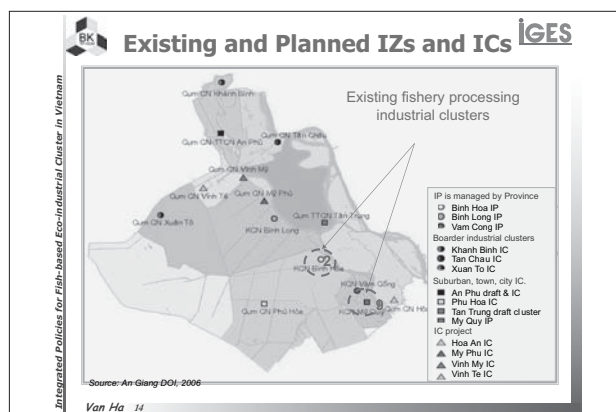 BK
Existing and Planned IZs and ICs
IGES
Integrated Policies for Fish-based Eco-industrial Cluster in Vietnam
Existing fishery processing
industrial clusters
Cụm CN Khánh Bình
Cụm CN-TTCN An Phú
Cụm CN Tân Châu
Cụm CN Vĩnh Mỹ
Cụm CN Vĩnh Tế
Cụm CN Mỹ Phú
Cụm CN Xuân Tô
KCN Bình Long
Cụm TTCN Tân Trung
KCN Bình Hòa
KCN Vàm Cống
Cụm CN Phú Hòa
KCN Mỹ Quý
Cụm CN Hòa
IP is managed by Province
Binh Hoa IP
Binh Long IP
Vam Cong IP
Boarder industrial clusters
Khanh Binh IC
Tan Chau IC
Xuan To IC
Suburban, town, city IC.
An Phu draft & IC
Phu Hoa IC
Tan Trung draft cluster
My Quy IP
IC project
Hoa An IC
My Phu IC
Vinh My IC
Vinh Te IC
Source: An Giang DOI, 2006
Van Ha 14